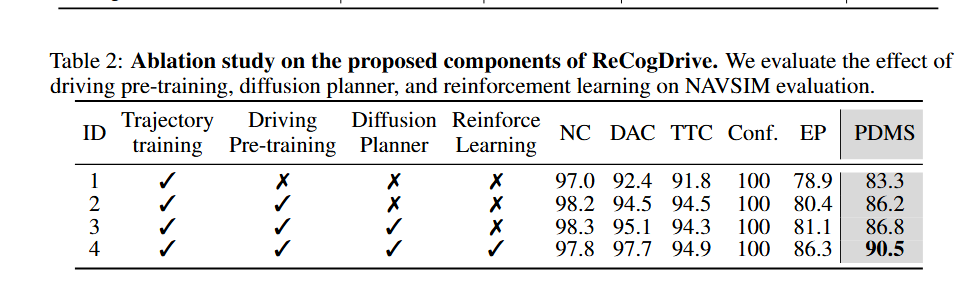 Table 2: Ablation study on the proposed components of ReCogDrive. We evaluate the effect of
driving pre-training, diffusion planner, and reinforcement learning on NAVSIM evaluation.
ID Trajectory training Driving Pre-training Diffusion Planner Reinforce Learning NC DAC TTC Conf. EP PDMS
1 ✓ ✗ ✗ ✗ 97.0 92.4 91.8 100 78.9 83.3
2 ✓ ✓ ✗ ✗ 98.2 94.5 94.5 100 80.4 86.2
3 ✓ ✓ ✓ ✗ 98.3 95.1 94.3 100 81.1 86.8
4 ✓ ✓ ✓ ✓ 97.8 97.7 94.9 100 86.3 90.5